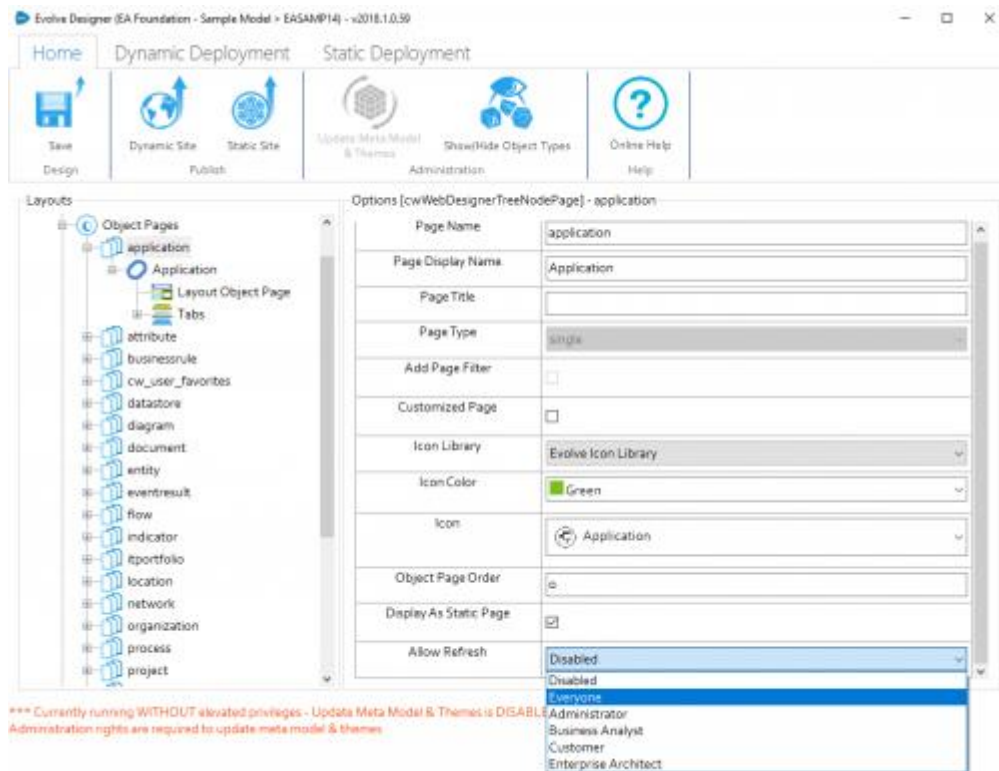 Evolve Designer (EA Foundation - Sample Model > EASAMP14) - v2018.1.0.59
Home Dynamic Deployment Static Deployment
Save Dynamic Site Static Site Update Meta Model & Themes Show/Hide Object Types Online Help
Design Publish Administration Help
Layouts
Object Pages
application
Application
Layout Object Page
Tabs
attribute
businessrule
cw_user_favorites
datastore
diagram
document
entity
eventresult
flow
indicator
itportfolio
location
network
organization
process
project
Options [cwWebDesignerTreeNodePage] - application
Page Name application
Page Display Name Application
Page Title
Page Type single
Add Page Filter
Customized Page
Icon Library Evolve Icon Library
Icon Color Green
Icon Application
Object Page Order 0
Display As Static Page
Allow Refresh Disabled
Disabled
Everyone
Administrator
Business Analyst
Customer
Enterprise Architect
*** Currently running WITHOUT elevated privileges - Update Meta Model & Themes is DISABLE
Administration rights are required to update meta model & themes